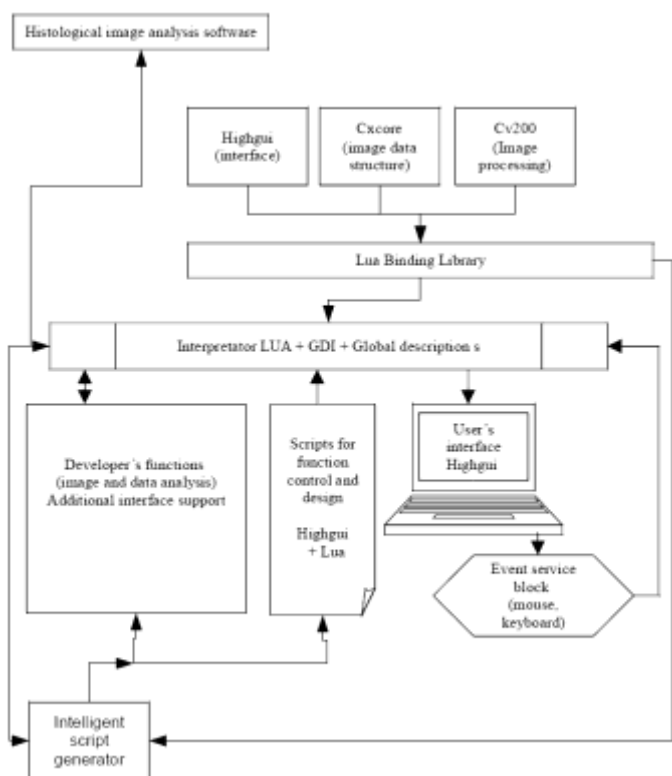 Histological image analysis software
Highgui
(interface)
Cxcore
(image data
structure)
Cv200
(Image
processing)
Lua Binding Library
Interpretator LUA + GDI + Global description s
Developer´s functions
(image and data analysis)
Additional interface support
Scripts for
function
control and
design
Highgui
+ Lua
User´s
interface
Highgui
Event service
block
(mouse,
keyboard)
Intelligent
script
generator